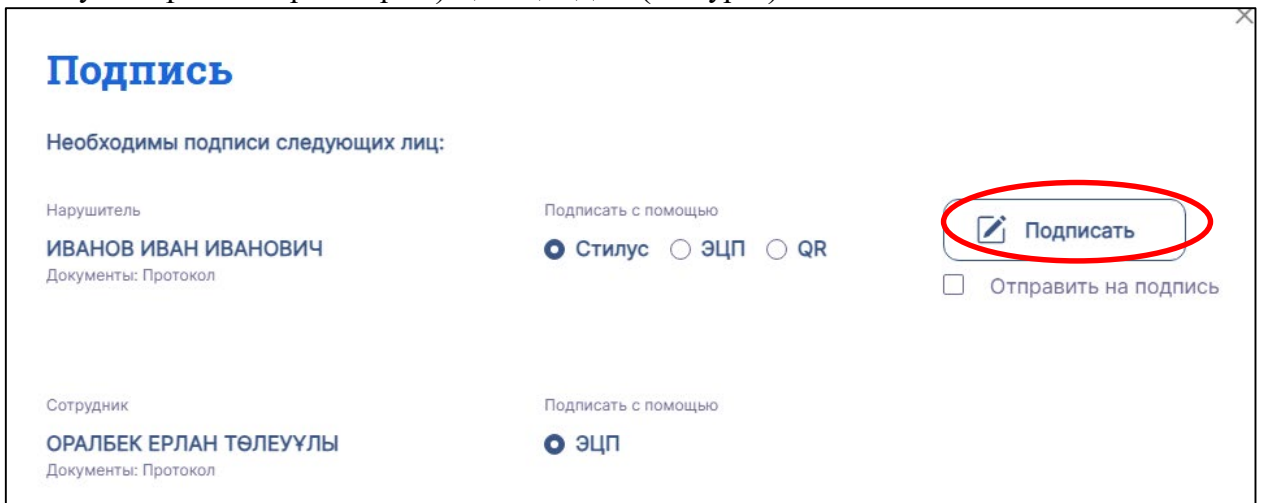 Подпись
Необходимы подписи следующих лиц:
Нарушитель
Подписать с помощью
ИВАНОВ ИВАН ИВАНОВИЧ
Стилус ЭЦП QR
Подписать
Документы: Протокол
Отправить на подпись
Сотрудник
Подписать с помощью
ОРАЛБЕК ЕРЛАН ТӨЛЕУҰЛЫ
ЭЦП
Документы: Протокол